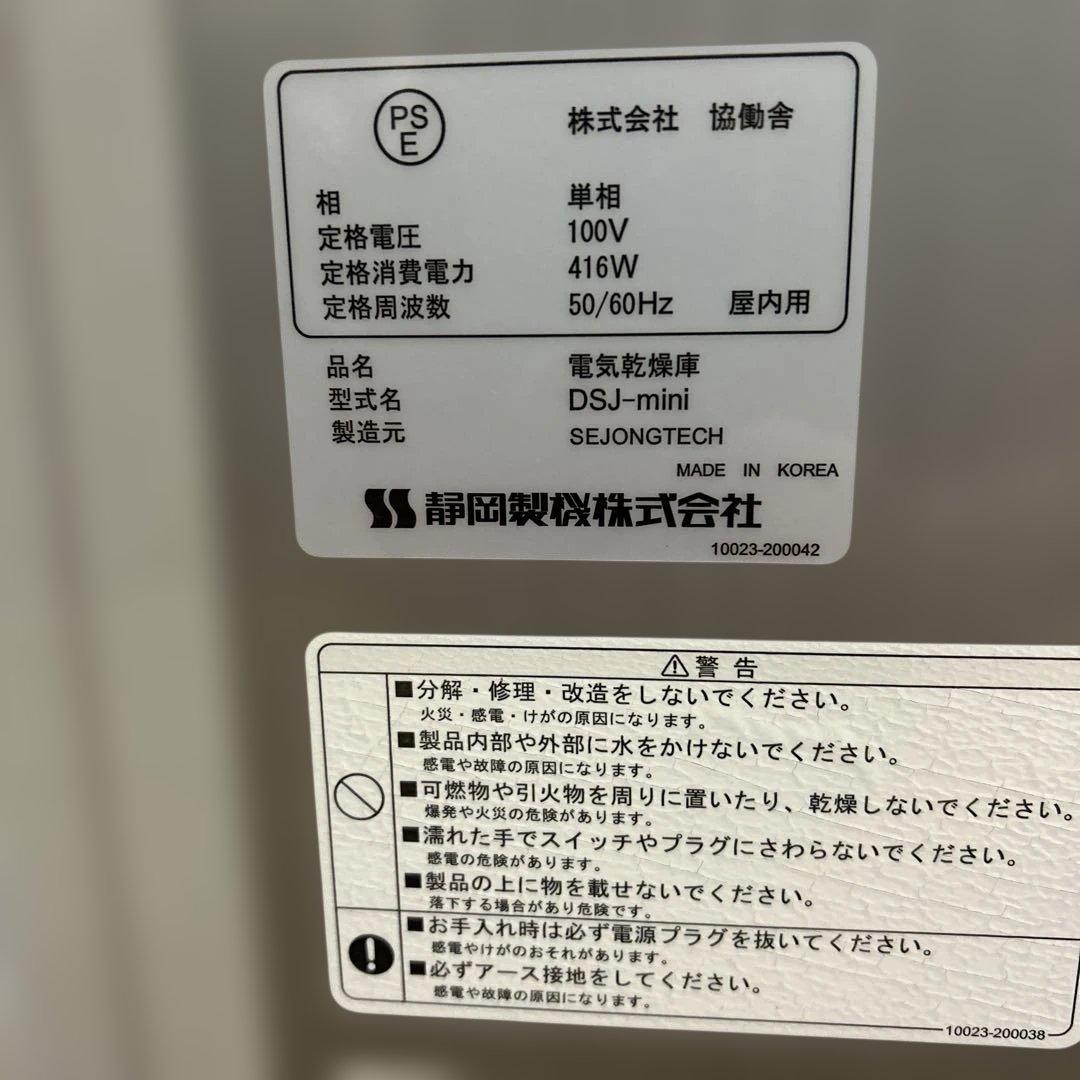 PSE 株式会社 協働舎
相 単相
定格電圧 100V
定格消費電力 416W
定格周波数 50/60Hz 屋内用
品名 電気乾燥庫
型式名 DSJ-mini
製造元 SEJONGTECH
MADE IN KOREA
静岡製機株式会社
10023-200042
⚠警告
■分解・修理・改造をしないでください。
火災・感電・けがの原因になります。
■製品内部や外部に水をかけないでください。
感電や故障の原因になります。
■可燃物や引火物を周りに置いたり、乾燥しないでください。
爆発や火災の危険があります。
■濡れた手でスイッチやプラグにさわらないでください。
感電の危険があります。
■製品の上に物を載せないでください。
落下する場合があり危険です。
■お手入れ時は必ず電源プラグを抜いてください。
感電やけがのおそれがあります。
■必ずアース接地をしてください。
感電や故障の原因になります。
10023-200038